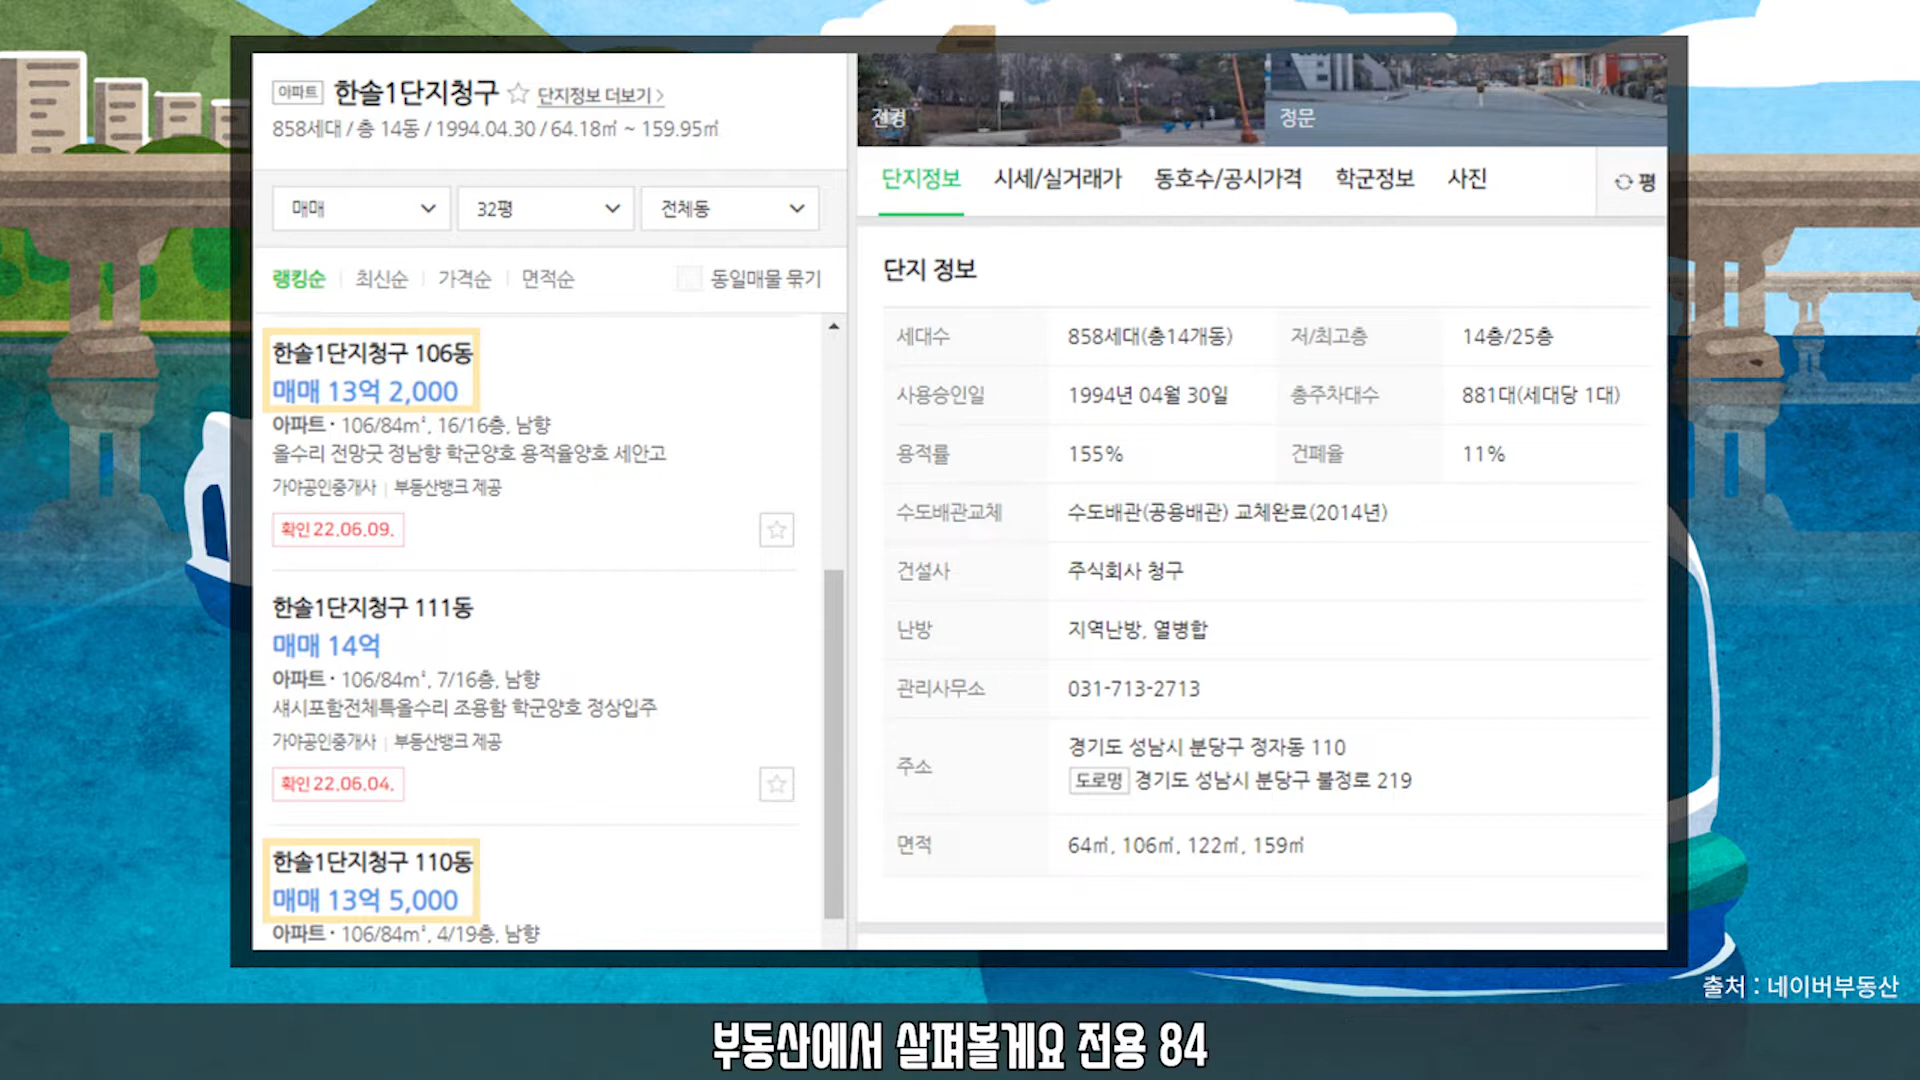 아파트 한솔1단지청구 단지정보 더보기 >
858세대 / 총 14동 / 1994.04.30 / 64.18㎡ ~ 159.95㎡
매매 32평 전체동
랭킹순 최신순 가격순 면적순 동일매물 묶기
한솔1단지청구 106동
매매 13억 2,000
아파트 · 106/84m², 16/16층, 남향
올수리 전망굿 정남향 학군양호 용적율양호 세안고
가야공인중개사 | 부동산뱅크 제공
확인 22.06.09.
한솔1단지청구 111동
매매 14억
아파트 · 106/84m², 7/16층, 남향
섀시포함전체특올수리 조용함 학군양호 정상입주
가야공인중개사 | 부동산뱅크 제공
확인 22.06.04.
한솔1단지청구 110동
매매 13억 5,000
아파트 · 106/84m², 4/19층, 남향
전경 정문
단지정보 시세/실거래가 동호수/공시가격 학군정보 사진 평
단지 정보
세대수 858세대(총14개동) 저/최고층 14층/25층
사용승인일 1994년 04월 30일 총주차대수 881대(세대당 1대)
용적률 155% 건폐율 11%
수도배관교체 수도배관(공용배관) 교체완료(2014년)
건설사 주식회사 청구
난방 지역난방, 열병합
관리사무소 031-713-2713
주소 경기도 성남시 분당구 정자동 110
도로명 경기도 성남시 분당구 불정로 219
면적 64㎡, 106㎡, 122㎡, 159㎡
출처 : 네이버부동산
부동산에서 살펴볼게요 전용 84